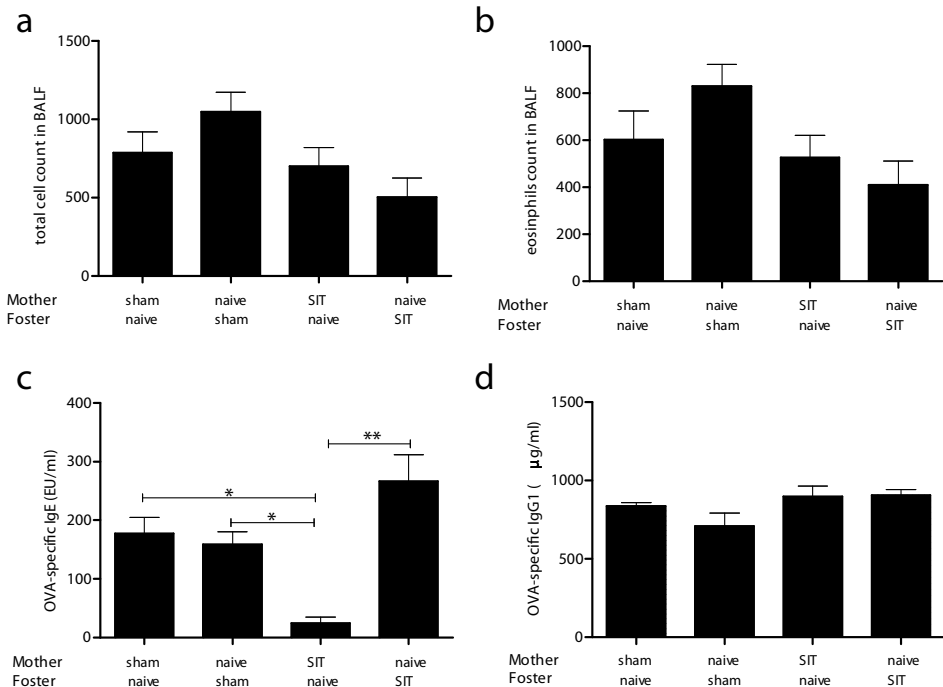 a
total cell count in BALF
1500
1000
500
0
Mother sham naive SIT naive
Foster naive sham naive SIT
b
eosinphils count in BALF
1000
800
600
400
200
0
Mother sham naive SIT naive
Foster naive sham naive SIT
c
OVA-specific IgE (EU/ml)
400
300
200
100
0
**
*
*
Mother sham naive SIT naive
Foster naive sham naive SIT
d
OVA-specific IgG1 ( µg/ml)
1500
1000
500
0
Mother sham naive SIT naive
Foster naive sham naive SIT